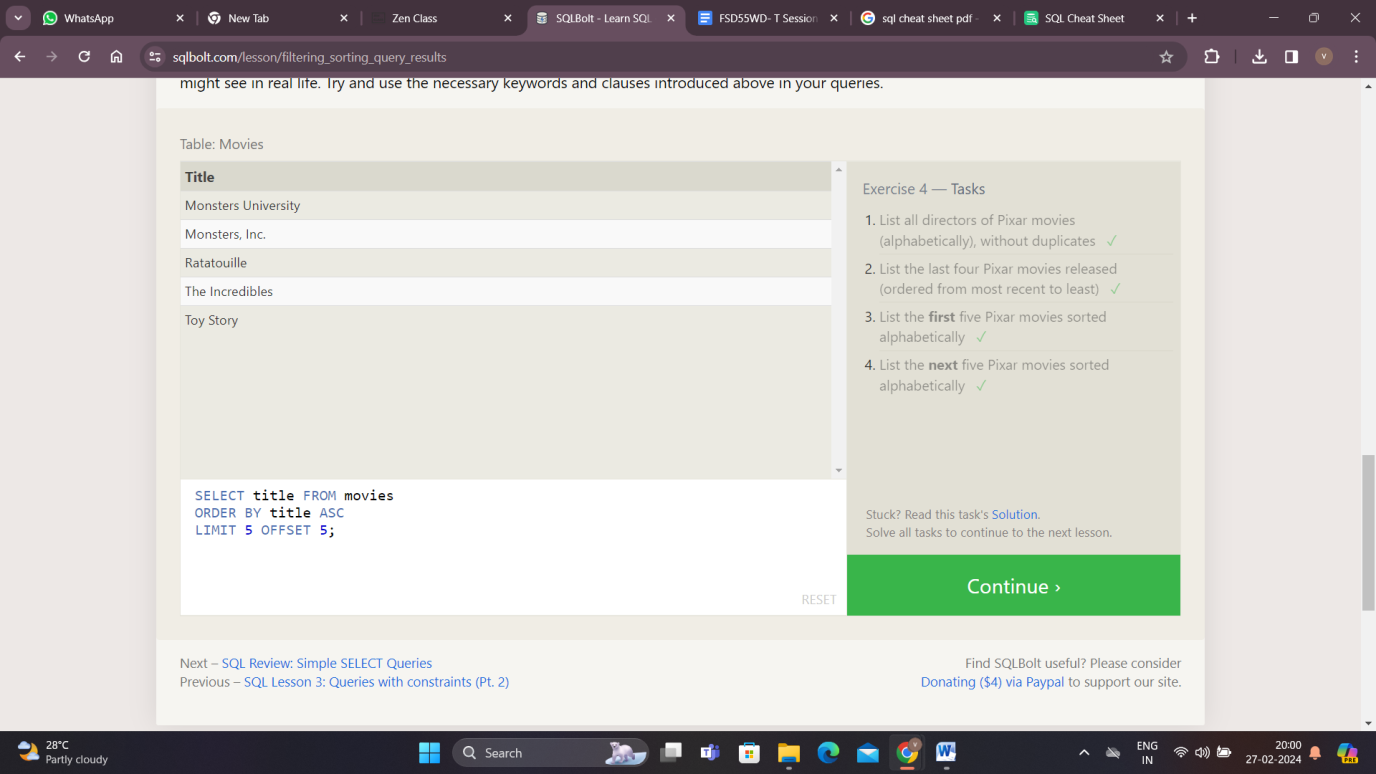 WhatsApp
New Tab
Zen Class
SQLBolt - Learn SQL
FSD55WD- T Session
sql cheat sheet pdf -
SQL Cheat Sheet
sqlbolt.com/lesson/filtering_sorting_query_results
V
might see in real life. Try and use the necessary keywords and clauses introduced above in your queries.
Table: Movies
Title
Monsters University
Monsters, Inc.
Ratatouille
The Incredibles
Toy Story
SELECT title FROM movies
ORDER BY title ASC
LIMIT 5 OFFSET 5;
RESET
Exercise 4 — Tasks
1. List all directors of Pixar movies
(alphabetically), without duplicates ✓
2. List the last four Pixar movies released
(ordered from most recent to least) ✓
3. List the first five Pixar movies sorted
alphabetically ✓
4. List the next five Pixar movies sorted
alphabetically ✓
Stuck? Read this task's Solution.
Solve all tasks to continue to the next lesson.
Continue ›
Next – SQL Review: Simple SELECT Queries
Previous – SQL Lesson 3: Queries with constraints (Pt. 2)
Find SQLBolt useful? Please consider
Donating ($4) via Paypal to support our site.
28°C
Partly cloudy
Search
ENG
IN
20:00
27-02-2024
PRE